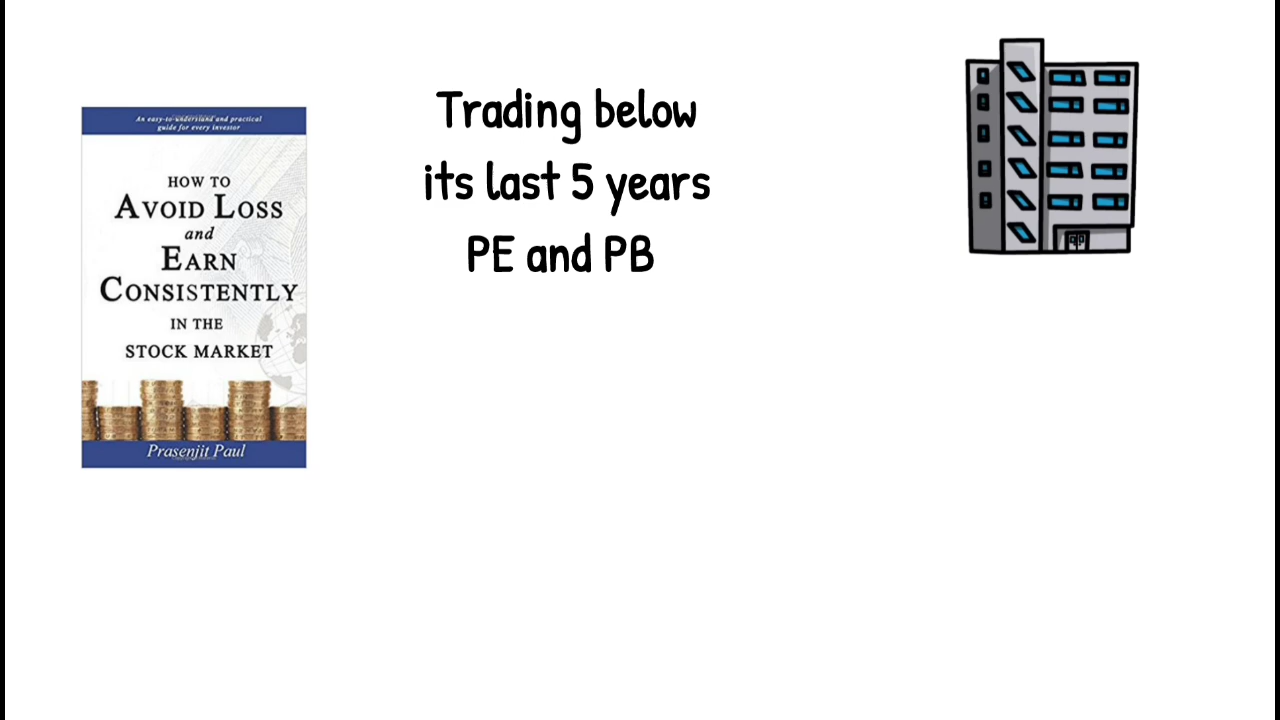 An easy-to-understand and practical
guide for every investor
HOW TO
AVOID LOSS
and
EARN
CONSISTENTLY
IN THE
STOCK MARKET
Prasenjit Paul
Trading below
its last 5 years
PE and PB